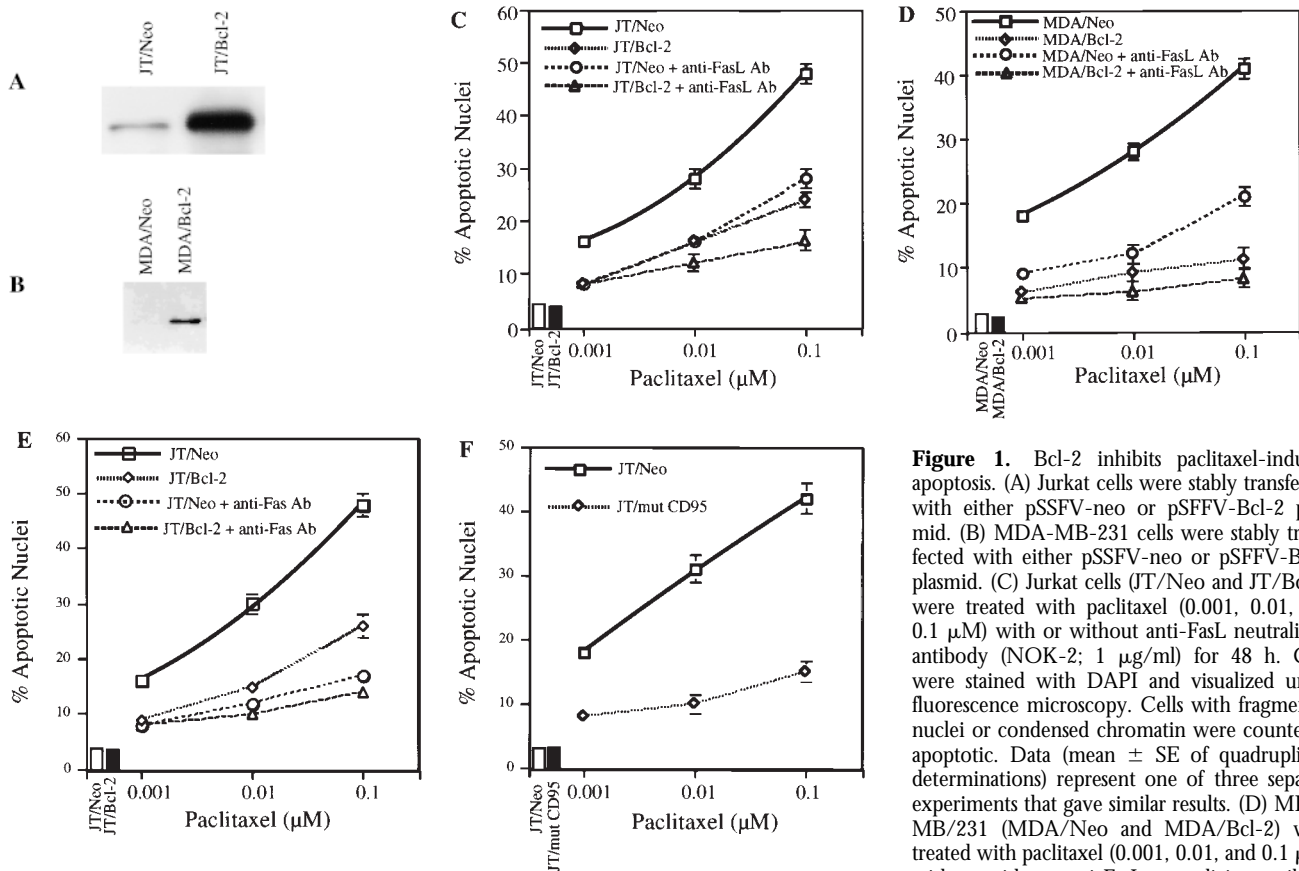 A
JT/Neo
JT/Bcl-2
B
MDA/Neo
MDA/Bcl-2
C
60
50
40
30
20
10
0
% Apoptotic Nuclei
JT/Neo
JT/Bcl-2
JT/Neo + anti-FasL Ab
JT/Bcl-2 + anti-FasL Ab
JT/Neo
JT/Bcl-2
0.001
0.01
0.1
Paclitaxel (µM)
D
50
40
30
20
10
0
% Apoptotic Nuclei
MDA/Neo
MDA/Bcl-2
MDA/Neo + anti-FasL Ab
MDA/Bcl-2 + anti-FasL Ab
MDA/Neo
MDA/Bcl-2
0.001
0.01
0.1
Paclitaxel (µM)
E
60
50
40
30
20
10
0
% Apoptotic Nuclei
JT/Neo
JT/Bcl-2
JT/Neo + anti-Fas Ab
JT/Bcl-2 + anti-Fas Ab
JT/Neo
JT/Bcl-2
0.001
0.01
0.1
Paclitaxel (µM)
F
50
40
30
20
10
0
% Apoptotic Nuclei
JT/Neo
JT/mut CD95
JT/Neo
JT/mut CD95
0.001
0.01
0.1
Paclitaxel (µM)
Figure 1. Bcl-2 inhibits paclitaxel-indu
apoptosis. (A) Jurkat cells were stably transfe
with either pSSFV-neo or pSFFV-Bcl-2 p
mid. (B) MDA-MB-231 cells were stably tr
fected with either pSSFV-neo or pSFFV-B
plasmid. (C) Jurkat cells (JT/Neo and JT/Bc
were treated with paclitaxel (0.001, 0.01,
0.1 µM) with or without anti-FasL neutrali
antibody (NOK-2; 1 µg/ml) for 48 h. C
were stained with DAPI and visualized u
fluorescence microscopy. Cells with fragme
nuclei or condensed chromatin were counte
apoptotic. Data (mean ± SE of quadrupli
determinations) represent one of three sepa
experiments that gave similar results. (D) M
MB/231 (MDA/Neo and MDA/Bcl-2) w
treated with paclitaxel (0.001, 0.01, and 0.1 µ